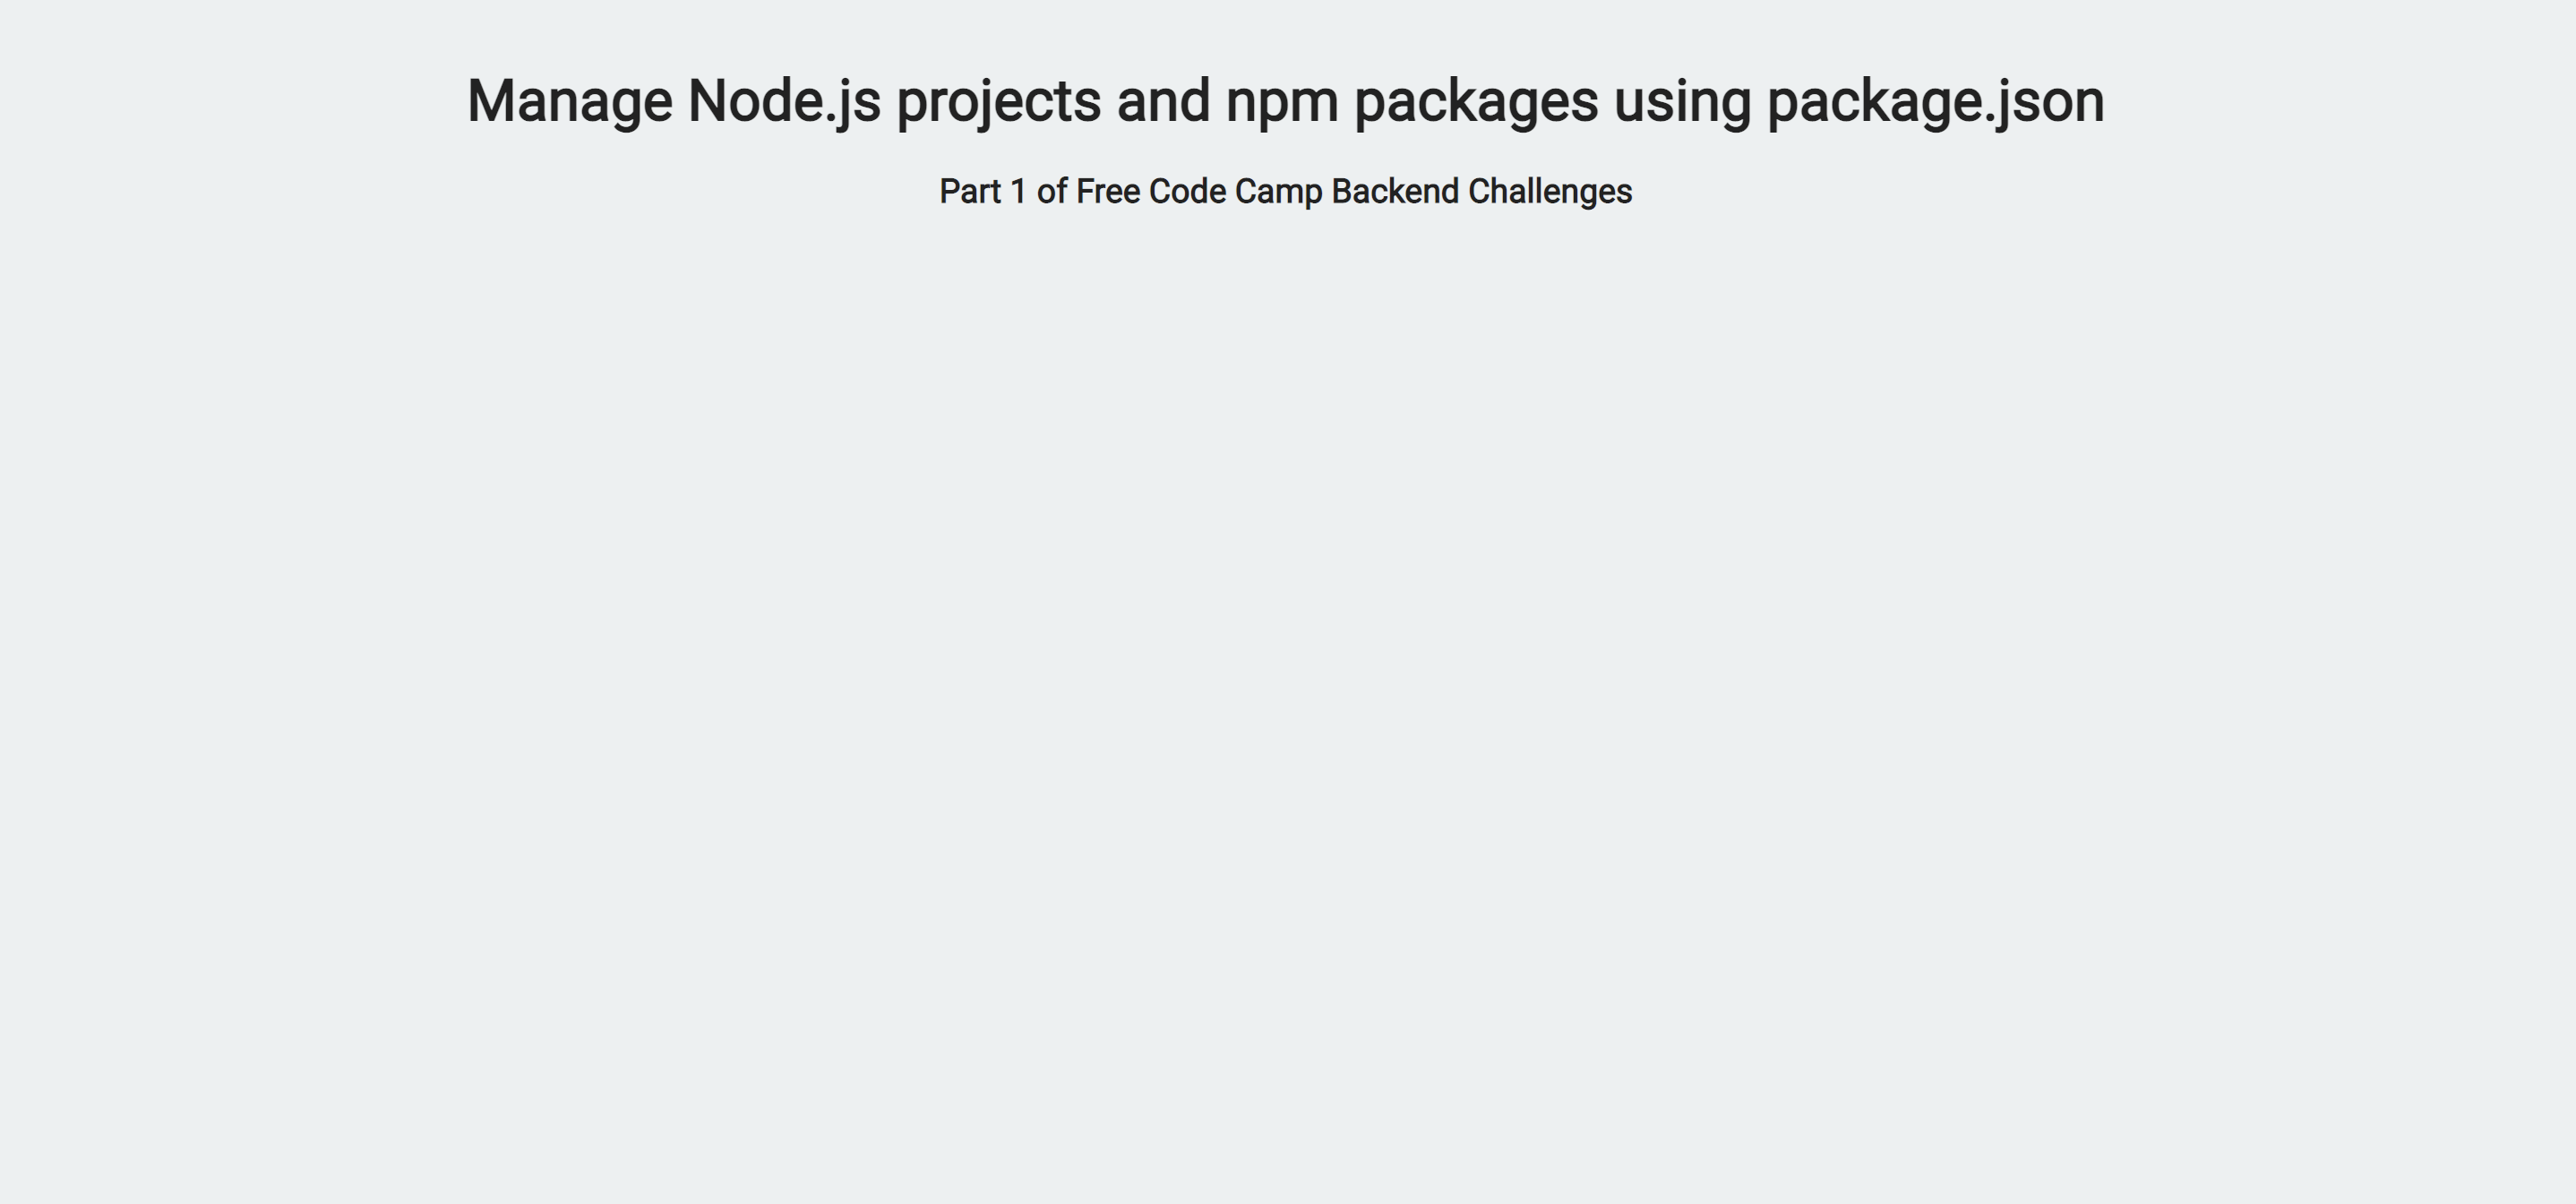 Manage Node.js projects and npm packages using package.json
Part 1 of Free Code Camp Backend Challenges